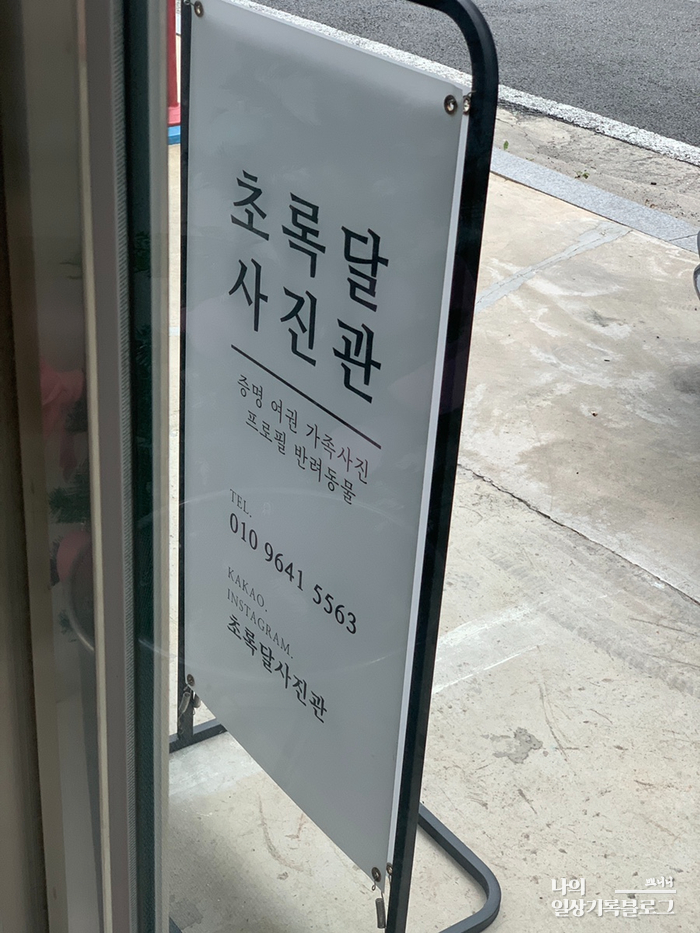 초록달
사진관
증명 여권 가족사진
프로필 반려동물
TEL.
010 9641 5563
KAKAO.
INSTAGRAM.
초록달사진관
나의
일상기록블로그